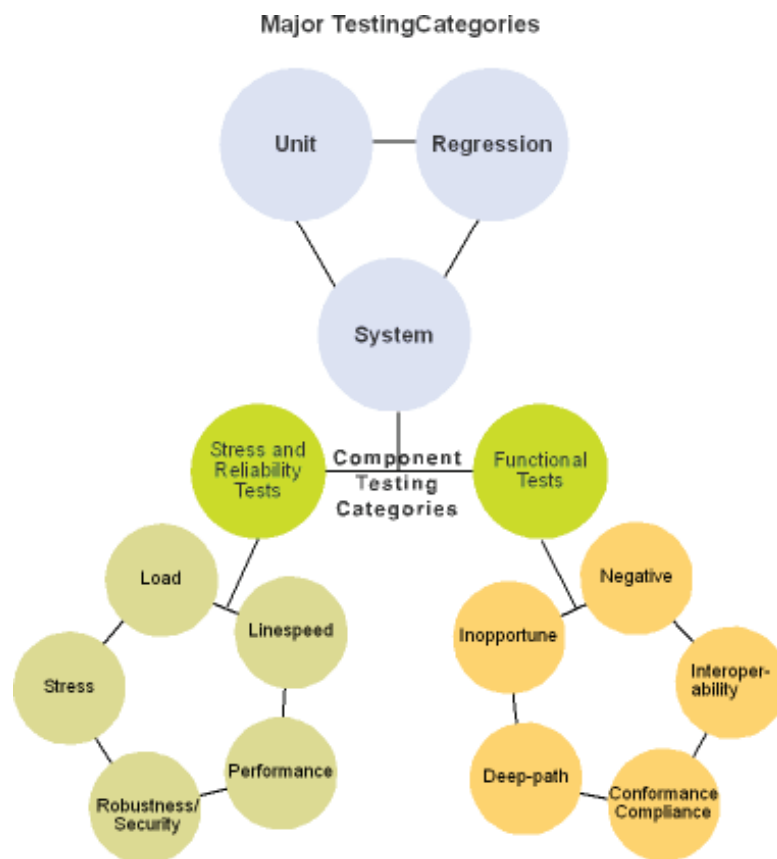 Major TestingCategories
Unit
Regression
System
Stress and
Reliability
Tests
Component
Testing
Categories
Functional
Tests
Load
Linespeed
Stress
Performance
Robustness/
Security
Negative
Inopportune
Interoper-
ability
Deep-path
Conformance
Compliance